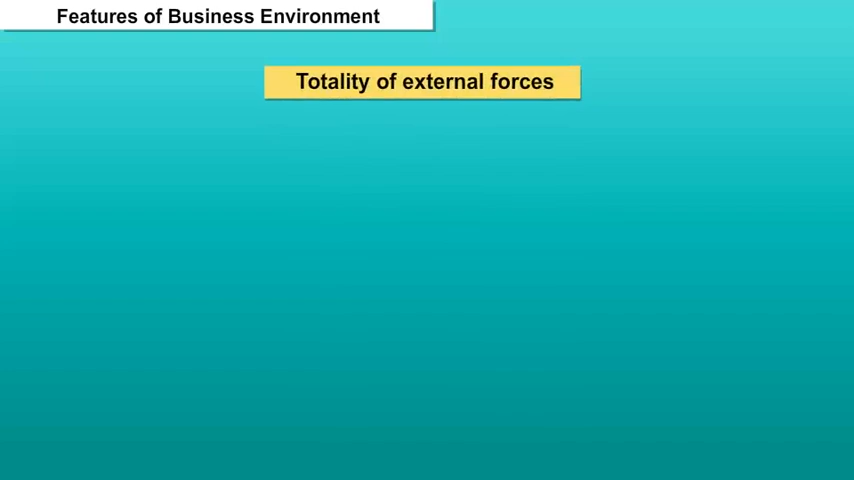 Features of Business Environment
Totality of external forces